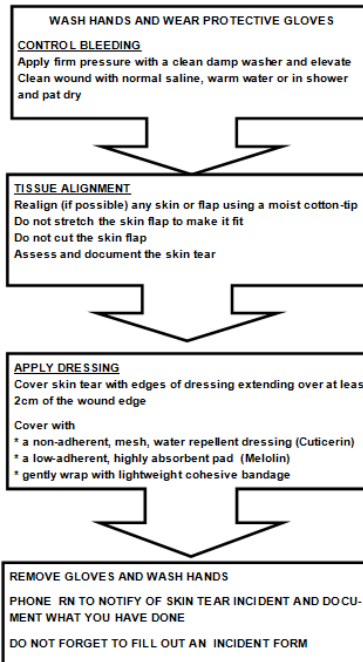 WASH HANDS AND WEAR PROTECTIVE GLOVES
CONTROL BLEEDING
Apply firm pressure with a clean damp washer and elevate
Clean wound with normal saline, warm water or in shower
and pat dry
TISSUE ALIGNMENT
Realign (if possible) any skin or flap using a moist cotton-tip
Do not stretch the skin flap to make it fit
Do not cut the skin flap
Assess and document the skin tear
APPLY DRESSING
Cover skin tear with edges of dressing extending over at leas
2cm of the wound edge
Cover with
* a non-adherent, mesh, water repellent dressing (Cuticerin)
* a low-adherent, highly absorbent pad (Melolin)
* gently wrap with lightweight cohesive bandage
REMOVE GLOVES AND WASH HANDS
PHONE RN TO NOTIFY OF SKIN TEAR INCIDENT AND DOCU-
MENT WHAT YOU HAVE DONE
DO NOT FORGET TO FILL OUT AN INCIDENT FORM